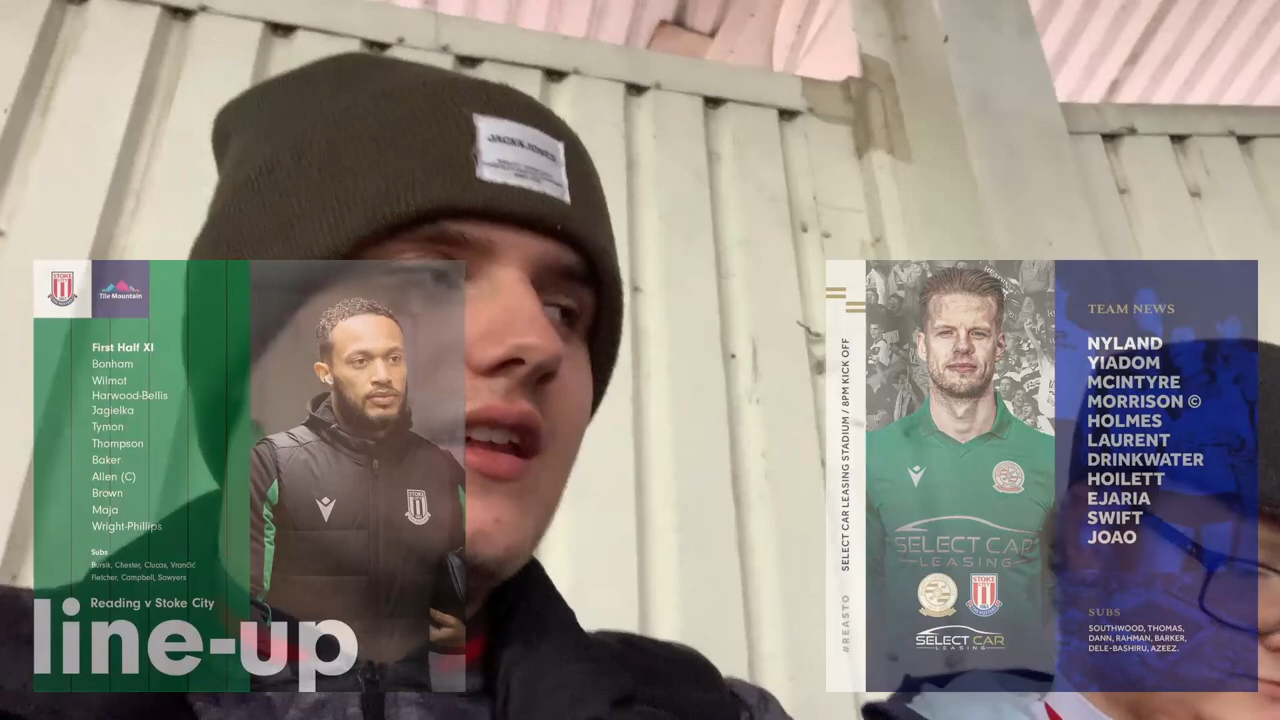 JACK&JONES
STOKE
CITY
Tile Mountain
First Half XI
Bonham
Wilmot
Harwood-Bellis
Jagielka
Tymon
Thompson
Baker
Allen (C)
Brown
Maja
Wright-Phillips
Subs
Bursik, Chester, Clucas, Vrančić
Fletcher, Campbell, Sawyers
Reading v Stoke City
line-up
#REASTO
SELECT CAR LEASING STADIUM / 8PM KICK OFF
SELECT CAR
LEASING
STOKE
CITY
SELECT CAR
LEASING
TEAM NEWS
NYLAND
YIADOM
MCINTYRE
MORRISON ©
HOLMES
LAURENT
DRINKWATER
HOILETT
EJARIA
SWIFT
JOAO
SUBS
SOUTHWOOD, THOMAS,
DANN, RAHMAN, BARKER,
DELE-BASHIRU, AZEEZ.